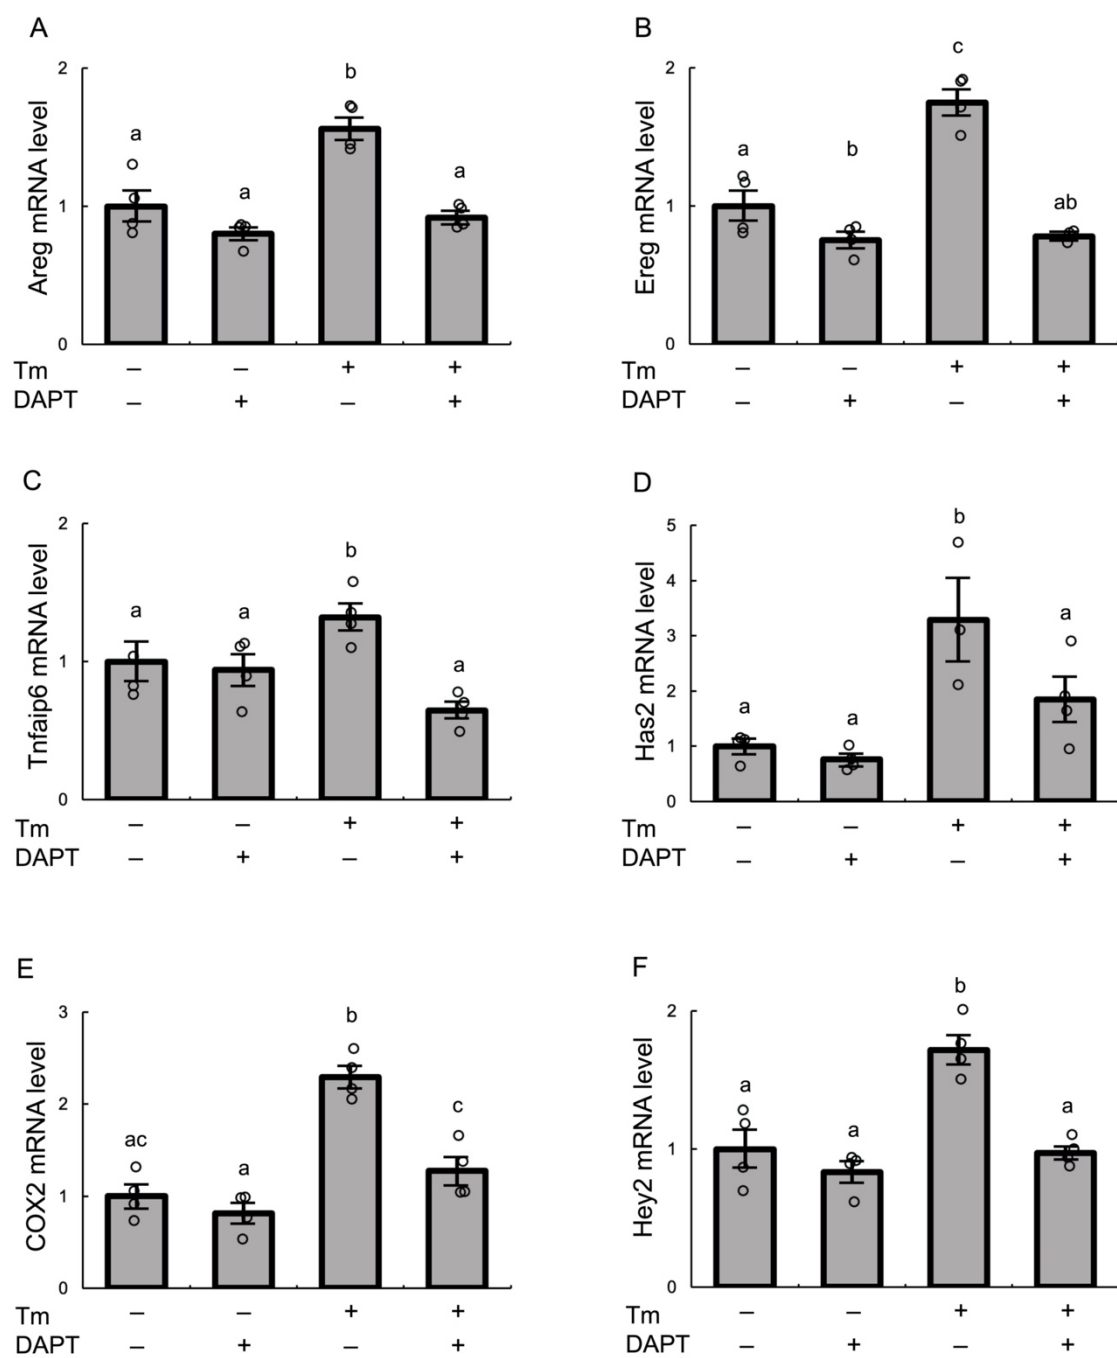 A
Areg mRNA level
2
1
0
a
a
b
a
Tm – – + +
DAPT – + – +
B
Ereg mRNA level
2
1
0
a
b
c
ab
Tm – – + +
DAPT – + – +
C
Tnfaip6 mRNA level
2
1
0
a
a
b
a
Tm – – + +
DAPT – + – +
D
Has2 mRNA level
5
4
3
2
1
0
a
a
b
a
Tm – – + +
DAPT – + – +
E
COX2 mRNA level
3
2
1
0
ac
a
b
c
Tm – – + +
DAPT – + – +
F
Hey2 mRNA level
2
1
0
a
a
b
a
Tm – – + +
DAPT – + – +